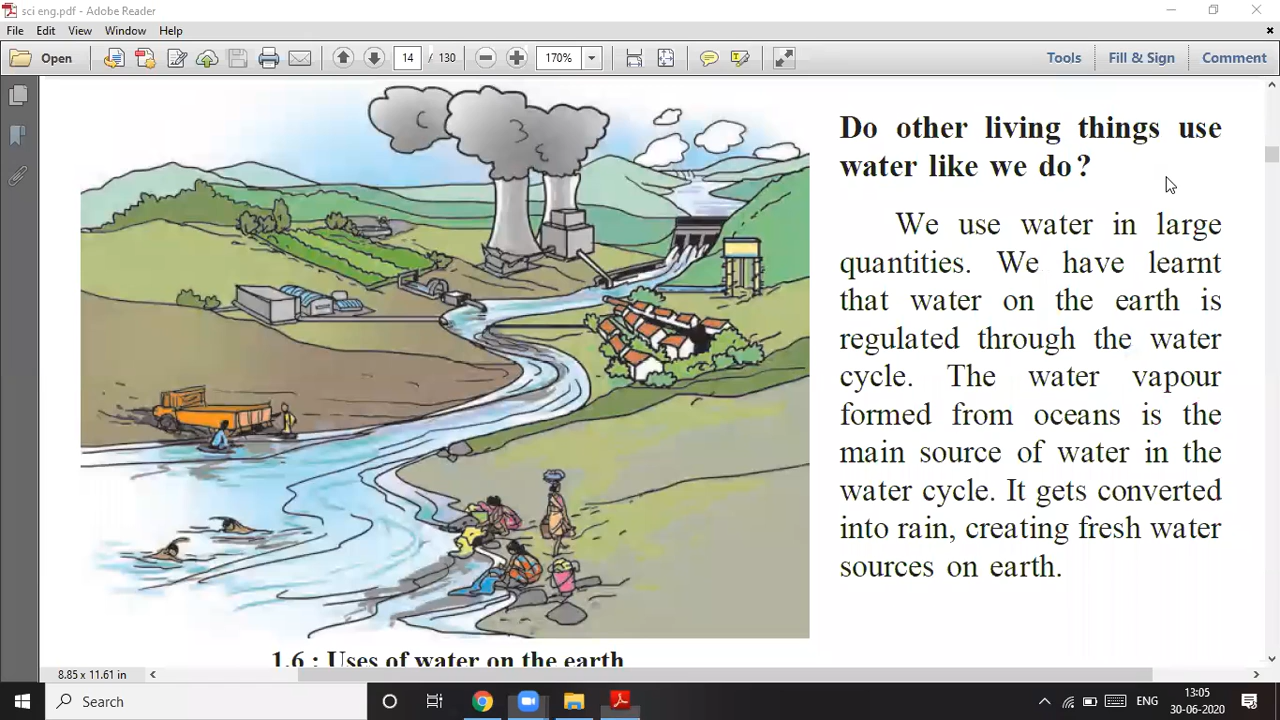 sci eng.pdf - Adobe Reader
File Edit View Window Help
Open 14 / 130 170% Tools Fill & Sign Comment
Do other living things use
water like we do ?
We use water in large
quantities. We have learnt
that water on the earth is
regulated through the water
cycle. The water vapour
formed from oceans is the
main source of water in the
water cycle. It gets converted
into rain, creating fresh water
sources on earth.
1.6 : Uses of water on the earth
8.85 x 11.61 in
Search
ENG
13:05
30-06-2020